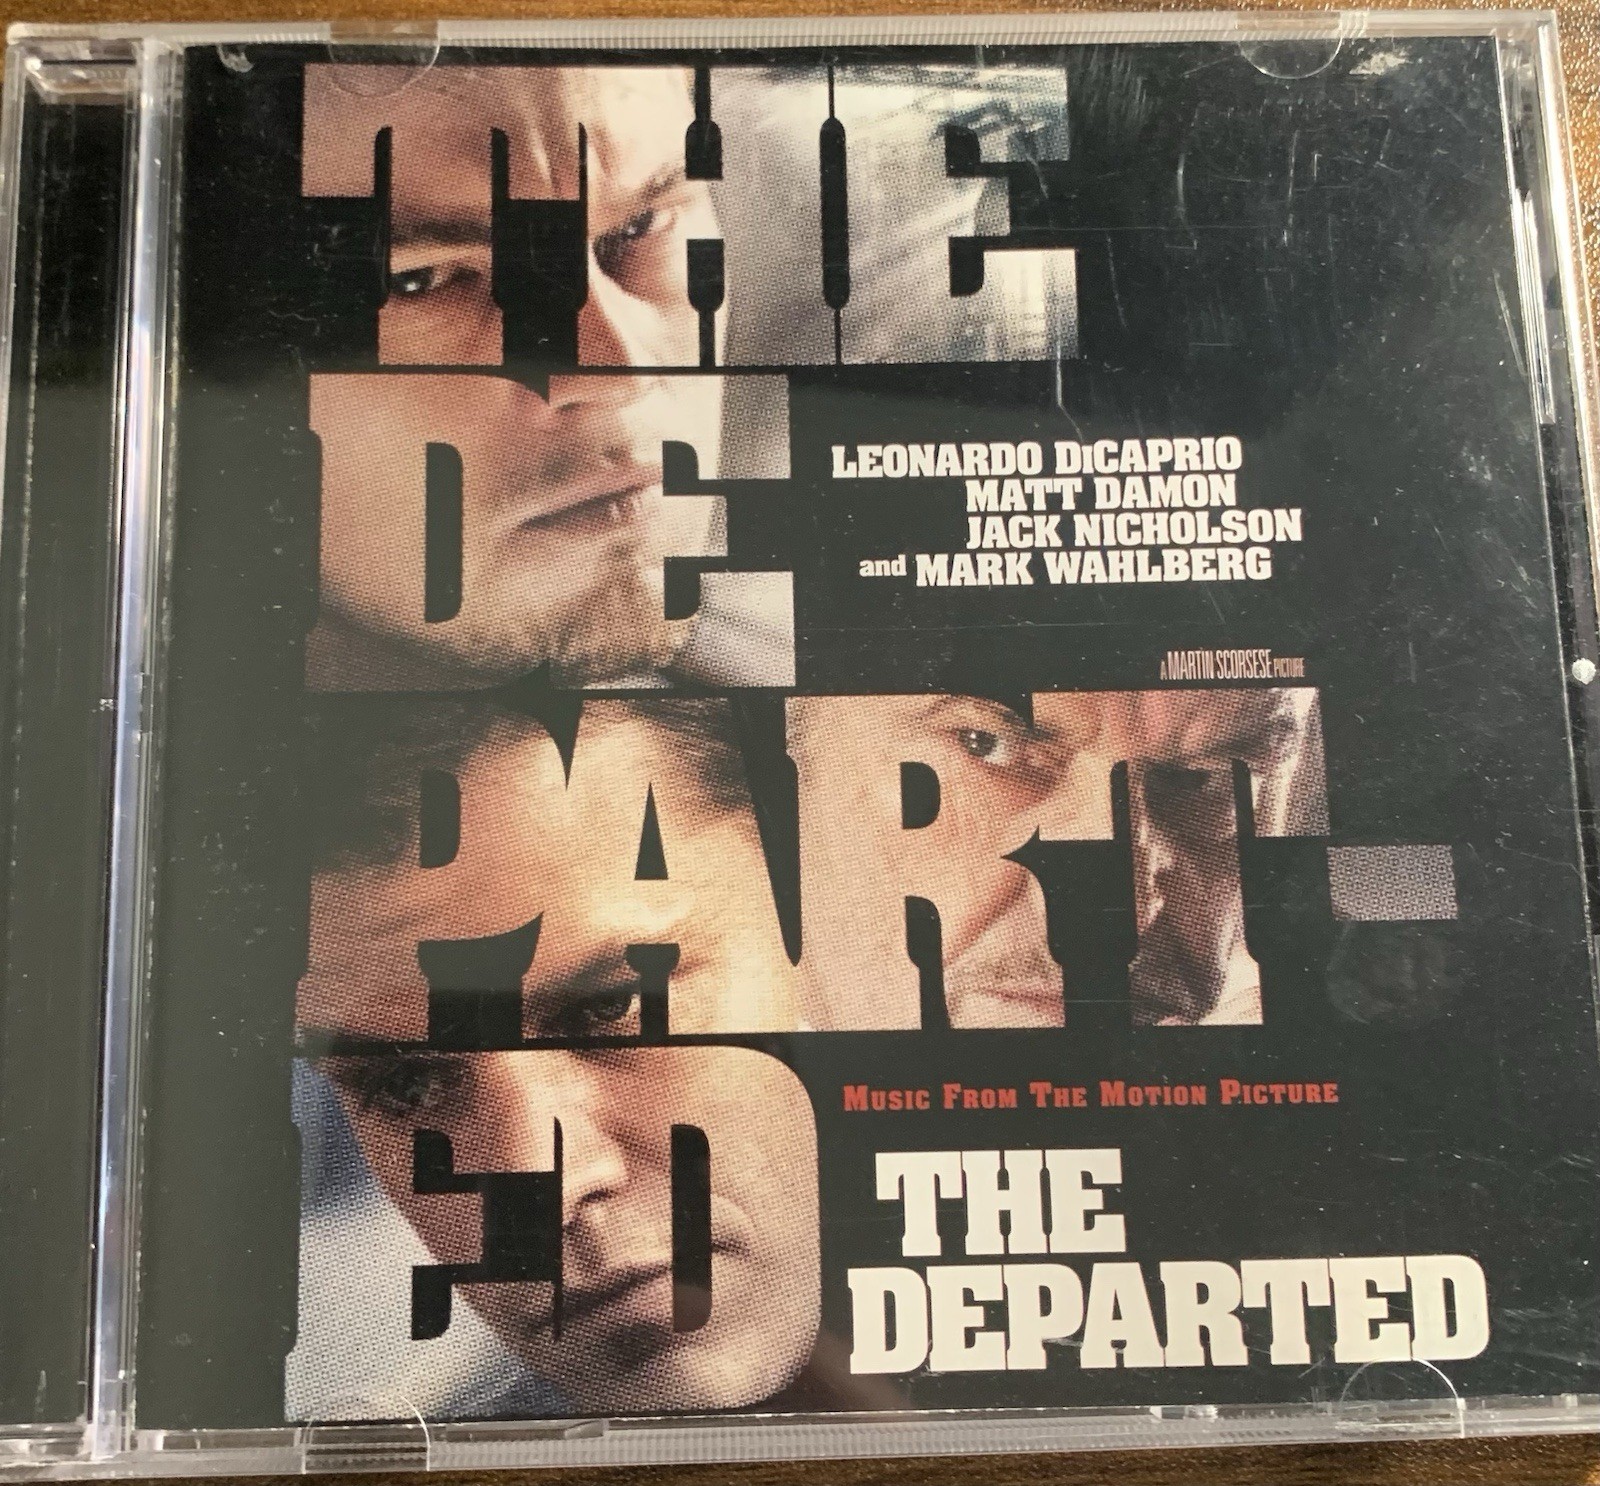 THE
DE
PART-
ED
LEONARDO DiCAPRIO
MATT DAMON
JACK NICHOLSON
and MARK WAHLBERG
A MARTIN SCORSESE PICTURE
MUSIC FROM THE MOTION PICTURE
THE
DEPARTED